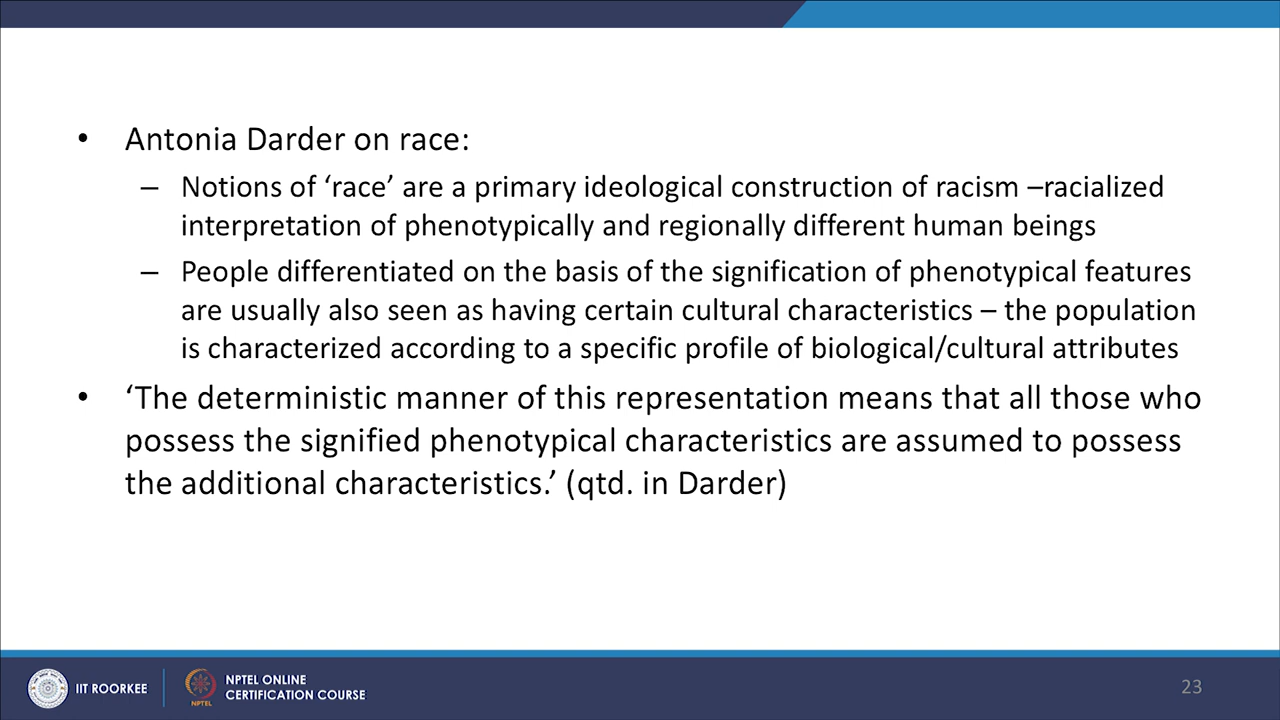 • Antonia Darder on race:
– Notions of ‘race’ are a primary ideological construction of racism –racialized
interpretation of phenotypically and regionally different human beings
– People differentiated on the basis of the signification of phenotypical features
are usually also seen as having certain cultural characteristics – the population
is characterized according to a specific profile of biological/cultural attributes
• ‘The deterministic manner of this representation means that all those who
possess the signified phenotypical characteristics are assumed to possess
the additional characteristics.’ (qtd. in Darder)
IIT ROORKEE
NPTEL
NPTEL ONLINE
CERTIFICATION COURSE
23